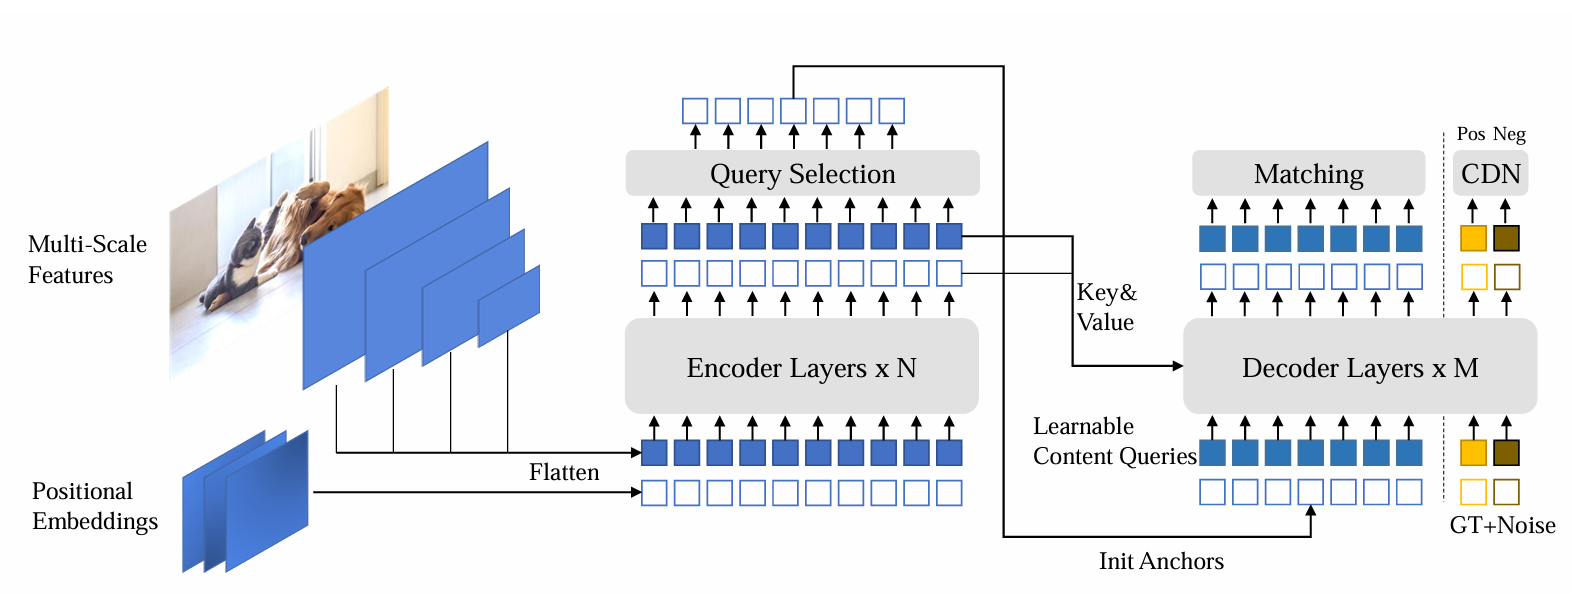 Multi-Scale
Features
Positional
Embeddings
Flatten
Query Selection
Encoder Layers x N
Key&
Value
Learnable
Content Queries
Init Anchors
Matching
Decoder Layers x M
Pos Neg
CDN
GT+Noise